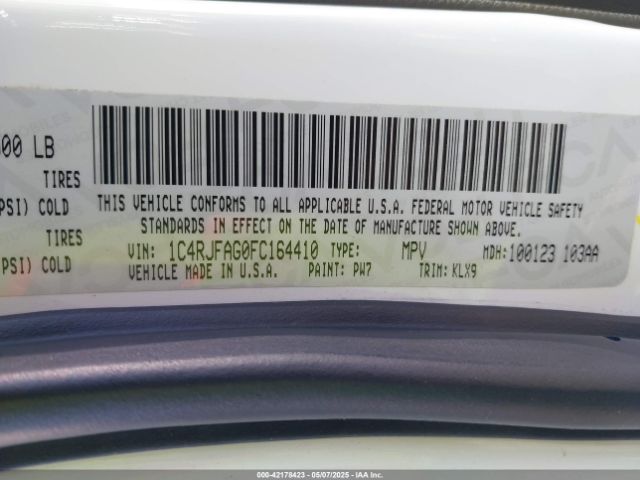 00 LB
TIRES
PSI) COLD
TIRES
PSI) COLD
THIS VEHICLE CONFORMS TO ALL APPLICABLE U.S.A. FEDERAL MOTOR VEHICLE SAFETY
STANDARDS IN EFFECT ON THE DATE OF MANUFACTURE SHOWN ABOVE.
VIN: 1C4RJFAG0FC164410 TYPE: MPV MDH:100123 103AA
VEHICLE MADE IN U.S.A. PAINT: PW7 TRIM: KLX9
000-42178423 | 05/07/2025 - IAA Inc.